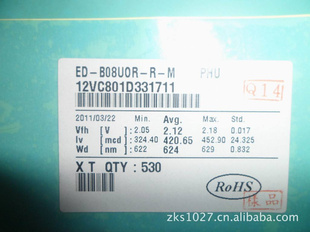 ED-B08UOR-R-M PHU
12VC801D331711
Q14
2011/03/22 Min. Avg. Max. Std.
Vfh [ V ] : 2.05 2.12 2.18 0.017
Iv [ mcd ] : 324.40 420.65 452.90 24.325
Wd [ nm ] : 622 624 629 0.832
X T QTY : 530
RoHS
zks1027.cn.alibaba.com